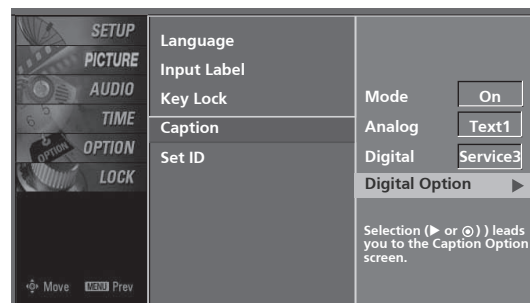 SETUP
PICTURE
AUDIO
TIME
OPTION
LOCK
Move MENU Prev
Language
Input Label
Key Lock
Caption
Set ID
Mode On
Analog Text1
Digital Service3
Digital Option ▶
Selection (▶ or ◉) ) leads
you to the Caption Option
screen.